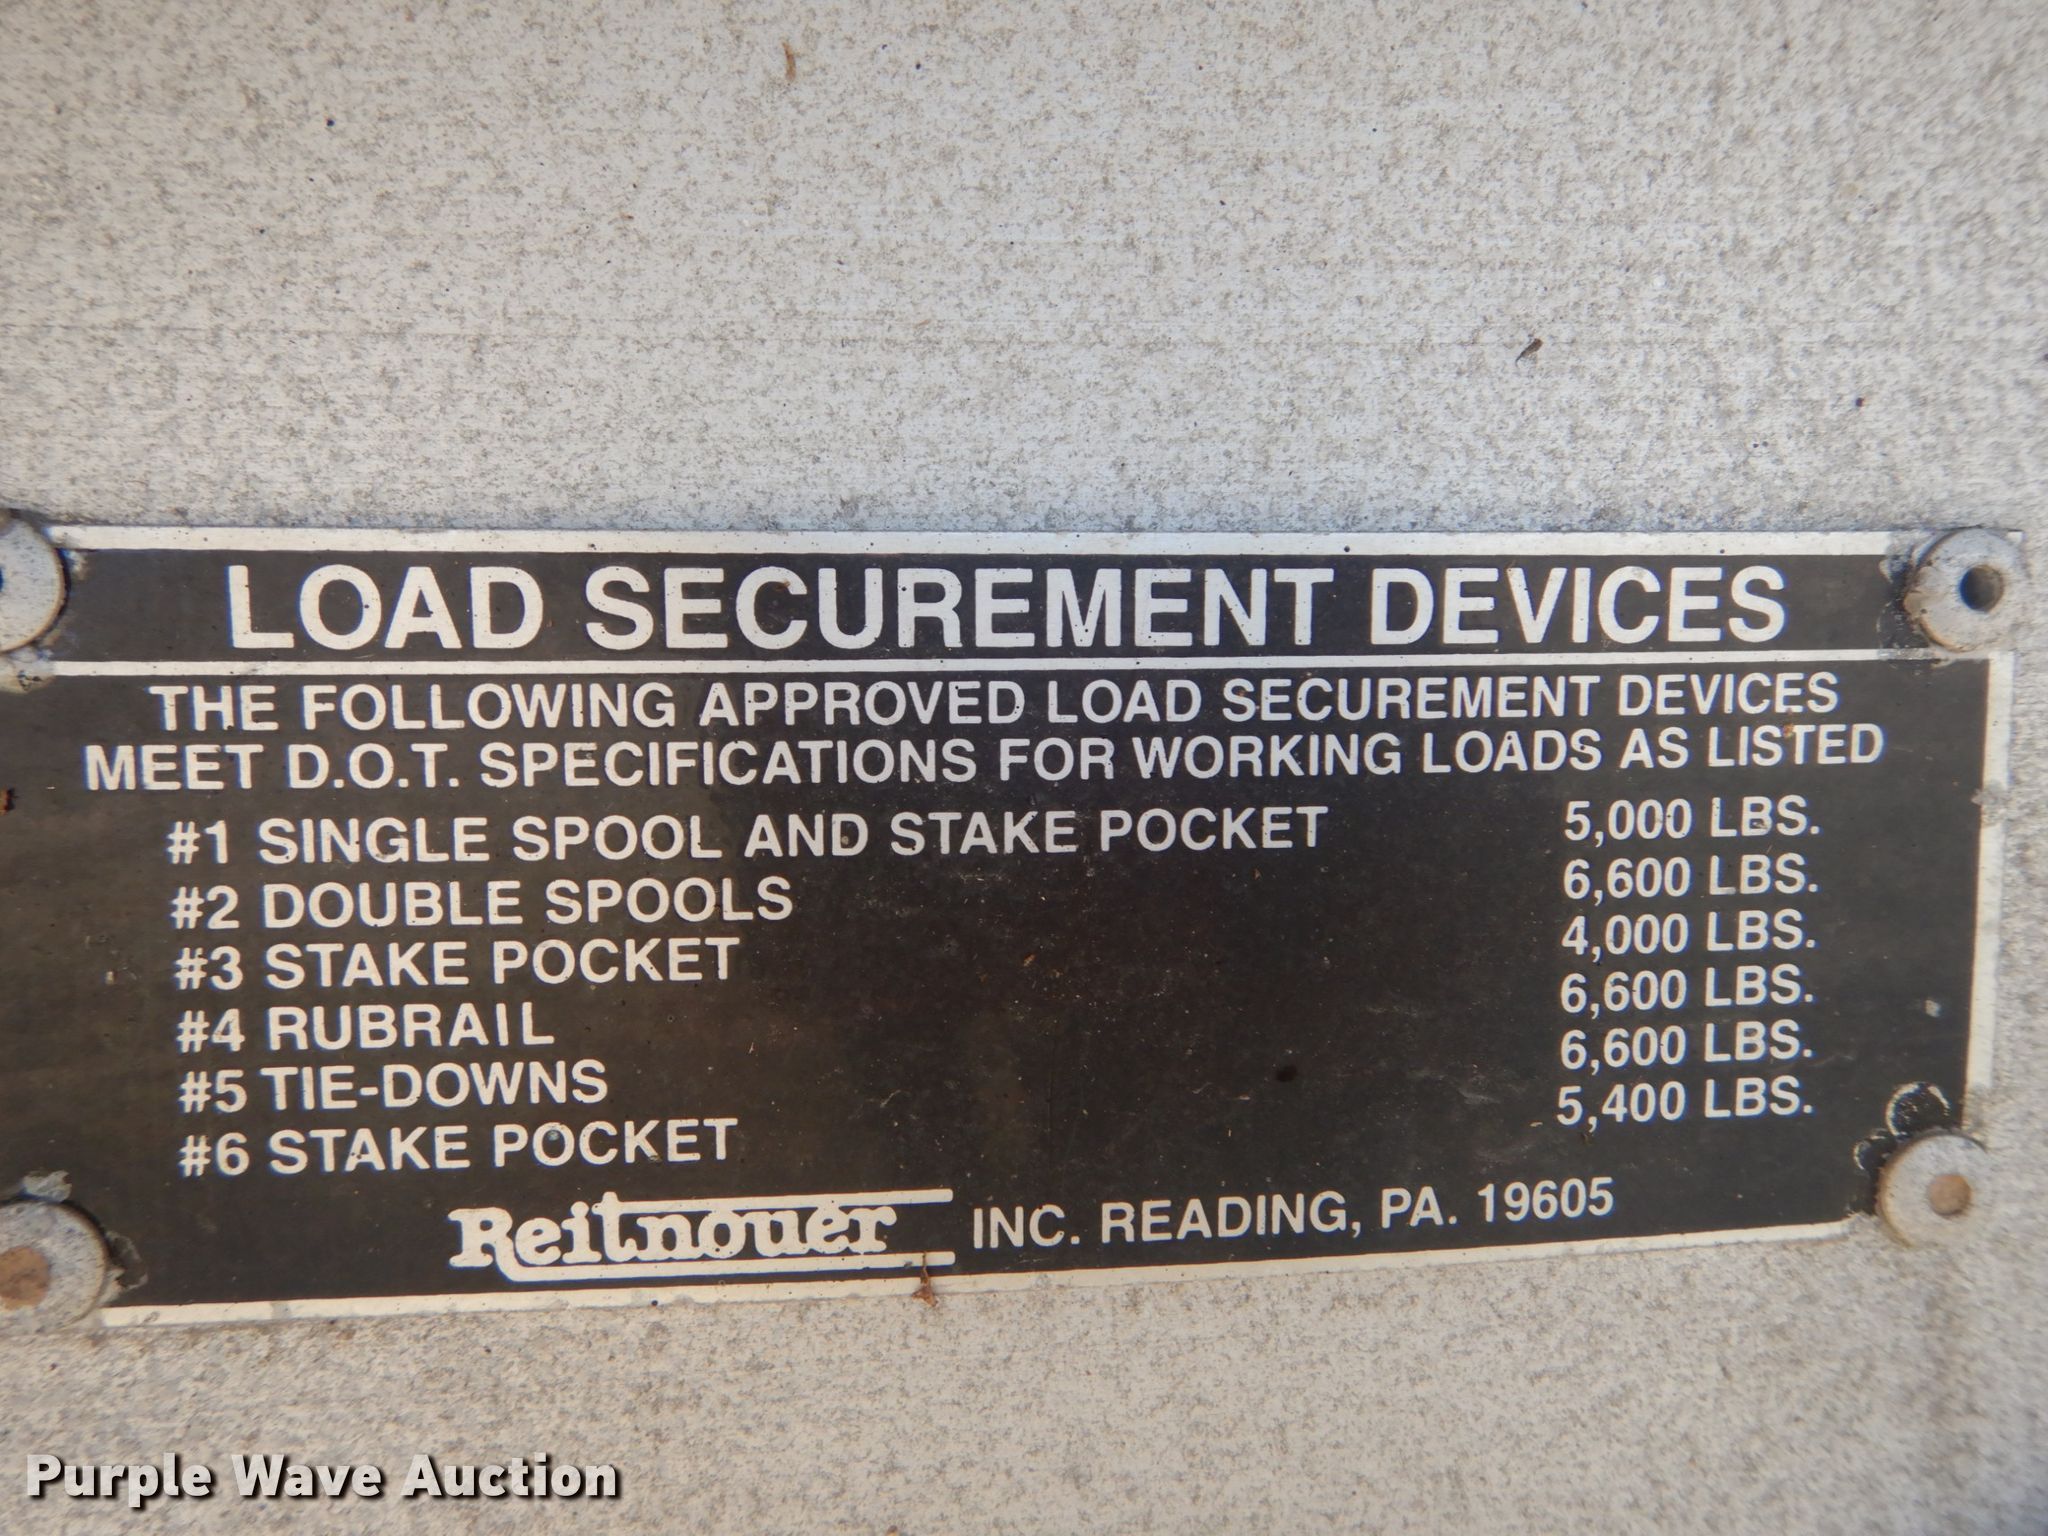 LOAD SECUREMENT DEVICES
THE FOLLOWING APPROVED LOAD SECUREMENT DEVICES
MEET D.O.T. SPECIFICATIONS FOR WORKING LOADS AS LISTED
#1 SINGLE SPOOL AND STAKE POCKET 5,000 LBS.
#2 DOUBLE SPOOLS 6,600 LBS.
#3 STAKE POCKET 4,000 LBS.
#4 RUBRAIL 6,600 LBS.
#5 TIE-DOWNS 6,600 LBS.
#6 STAKE POCKET 5,400 LBS.
Reitnouer INC. READING, PA. 19605
Purple Wave Auction